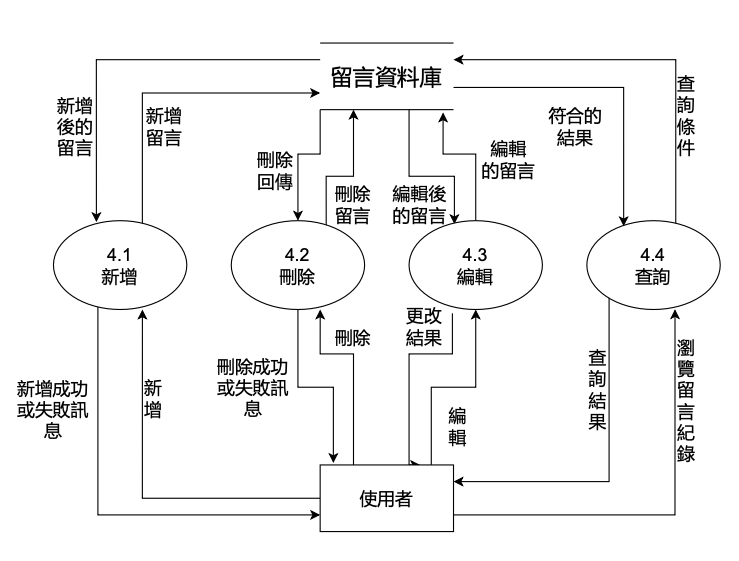 留言資料庫
新增
後的
留言
新增
留言
刪除
回傳
刪除
留言
編輯後
的留言
編輯
的留言
符合的
結果
查
詢
條
件
4.1
新增
4.2
刪除
4.3
編輯
4.4
查詢
新增成功
或失敗訊
息
新
增
刪除成功
或失敗訊
息
刪除
更改
結果
編
輯
查
詢
結
果
瀏
覽
留
言
紀
錄
使用者